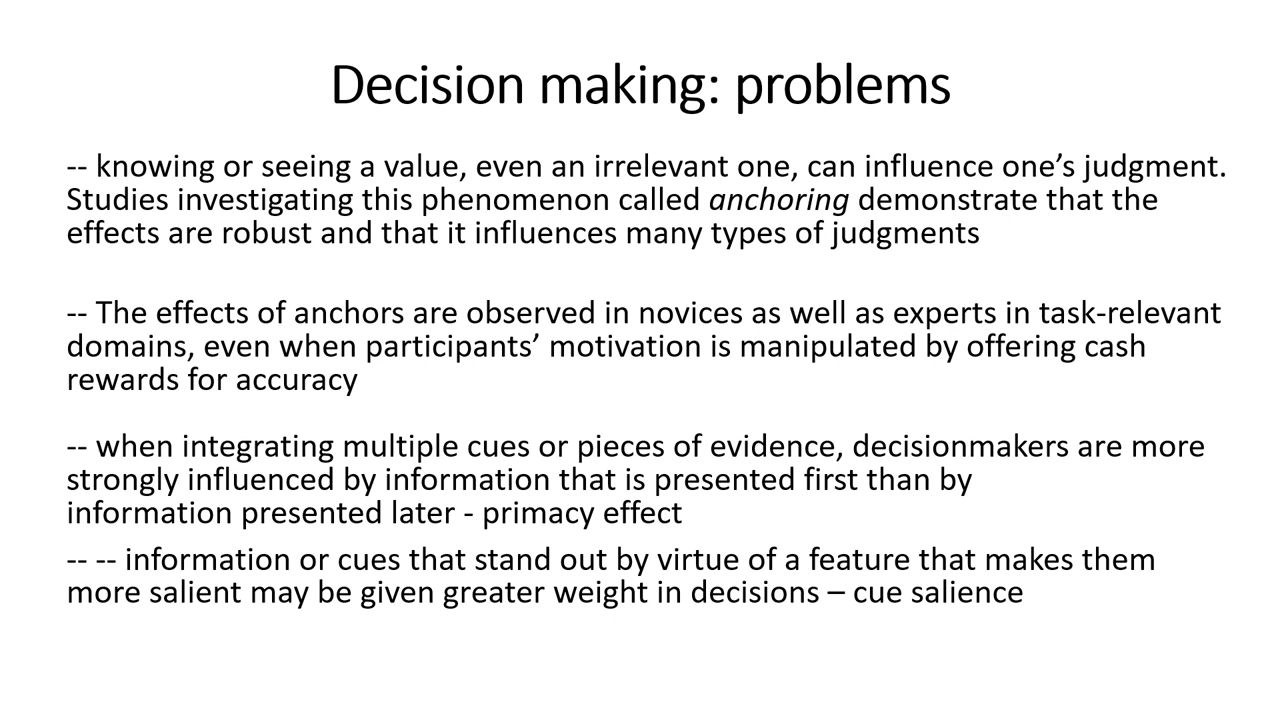 Decision making: problems
-- knowing or seeing a value, even an irrelevant one, can influence one’s judgment.
Studies investigating this phenomenon called anchoring demonstrate that the
effects are robust and that it influences many types of judgments
-- The effects of anchors are observed in novices as well as experts in task-relevant
domains, even when participants’ motivation is manipulated by offering cash
rewards for accuracy
-- when integrating multiple cues or pieces of evidence, decisionmakers are more
strongly influenced by information that is presented first than by
information presented later - primacy effect
-- -- information or cues that stand out by virtue of a feature that makes them
more salient may be given greater weight in decisions – cue salience